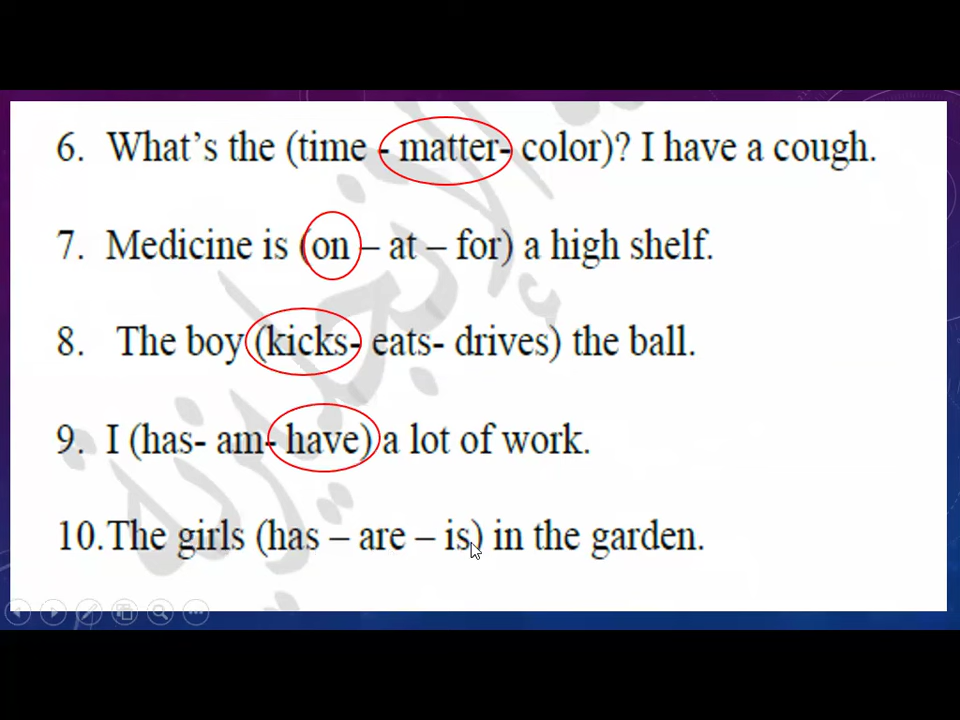 6. What's the (time - matter- color)? I have a cough.
7. Medicine is (on – at – for) a high shelf.
8. The boy (kicks- eats- drives) the ball.
9. I (has- am- have) a lot of work.
10.The girls (has – are – is) in the garden.